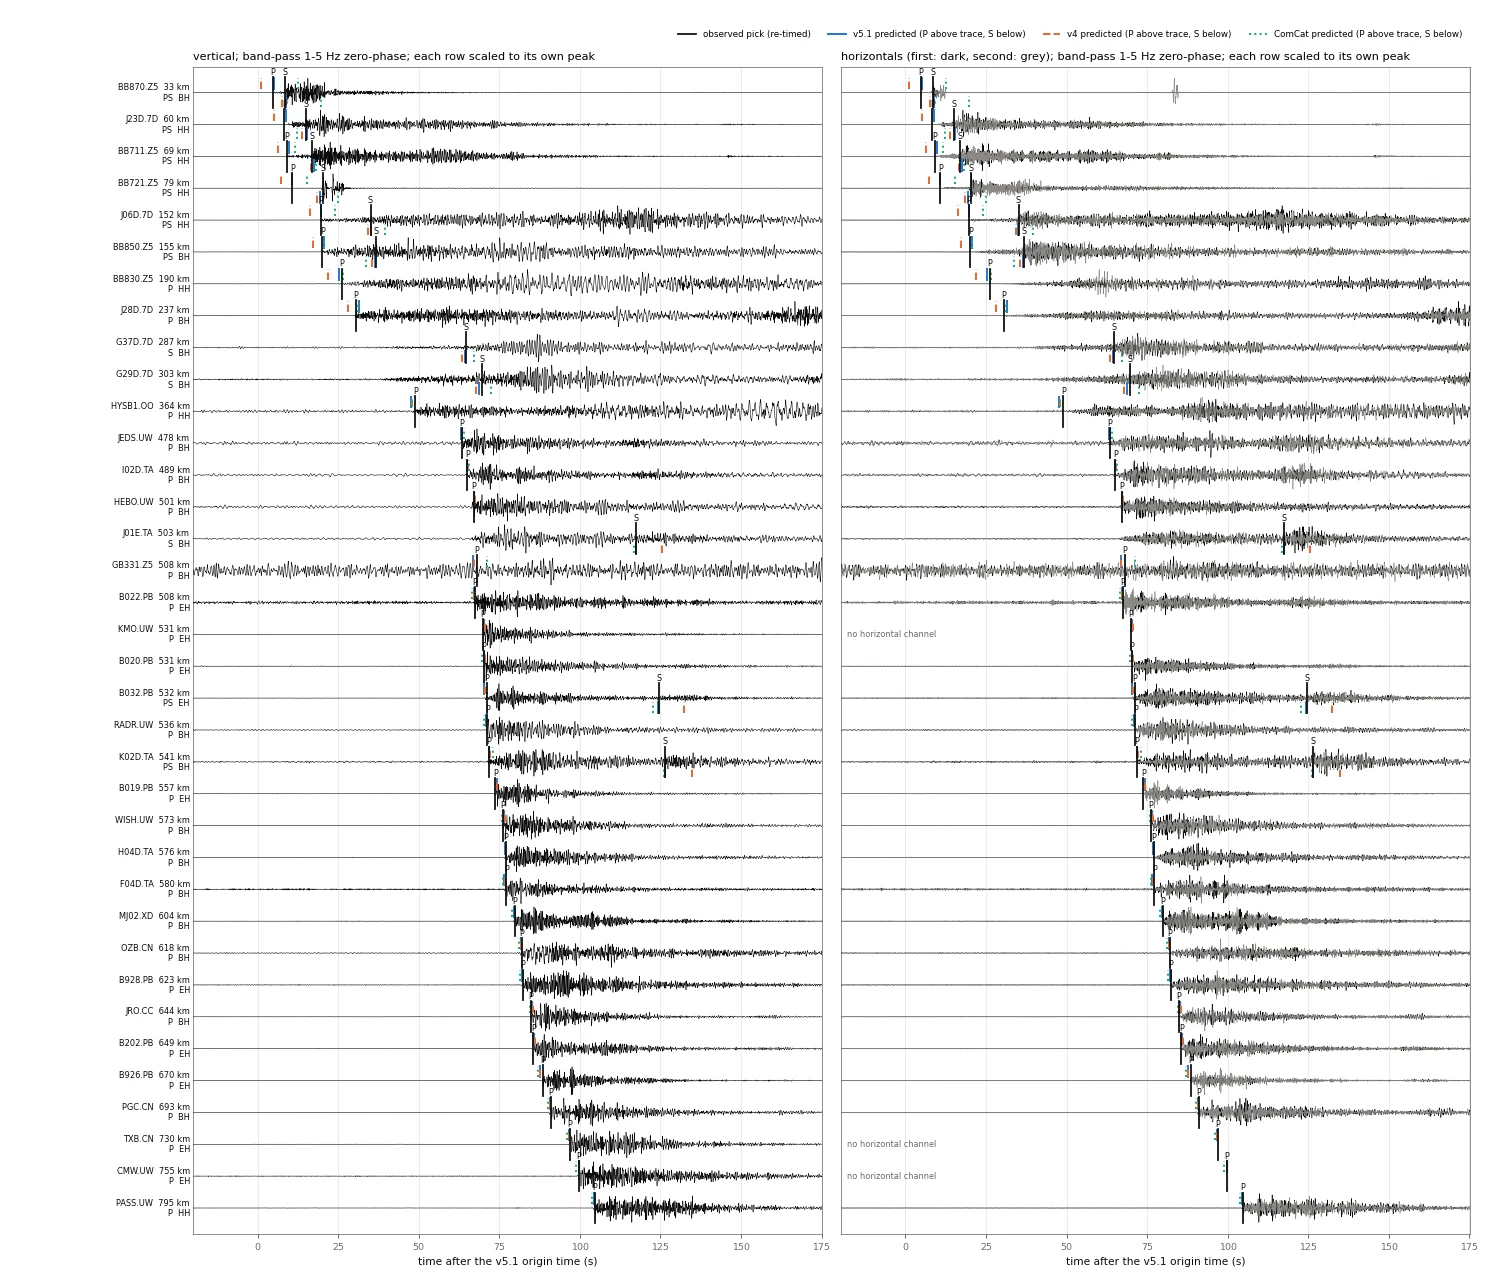 observed pick (re-timed)
v5.1 predicted (P above trace, S below)
v4 predicted (P above trace, S below)
ComCat predicted (P above trace, S below)
vertical; band-pass 1-5 Hz zero-phase; each row scaled to its own peak
horizontals (first: dark, second: grey); band-pass 1-5 Hz zero-phase; each row scaled to its own peak
BB870.Z5 33 km
PS BH
J23D.7D 60 km
PS HH
BB711.Z5 69 km
PS HH
BB721.Z5 79 km
PS HH
J06D.7D 152 km
PS HH
BB850.Z5 155 km
PS BH
BB830.Z5 190 km
P HH
J28D.7D 237 km
P BH
G37D.7D 287 km
S BH
G29D.7D 303 km
S BH
HYSB1.OO 364 km
P HH
JEDS.UW 478 km
P BH
I02D.TA 489 km
P BH
HEBO.UW 501 km
P BH
J01E.TA 503 km
S BH
GB331.Z5 508 km
P BH
B022.PB 508 km
P EH
KMO.UW 531 km
P EH
no horizontal channel
B020.PB 531 km
P EH
B032.PB 532 km
PS EH
RADR.UW 536 km
P BH
K02D.TA 541 km
PS BH
B019.PB 557 km
P EH
WISH.UW 573 km
P BH
H04D.TA 576 km
P BH
F04D.TA 580 km
P BH
MJ02.XD 604 km
P BH
OZB.CN 618 km
P BH
B928.PB 623 km
P EH
JRO.CC 644 km
P BH
B202.PB 649 km
P EH
B926.PB 670 km
P EH
PGC.CN 693 km
P BH
TXB.CN 730 km
P EH
no horizontal channel
CMW.UW 755 km
P EH
no horizontal channel
PASS.UW 795 km
P HH
0 25 50 75 100 125 150 175
0 25 50 75 100 125 150 175
time after the v5.1 origin time (s)
time after the v5.1 origin time (s)